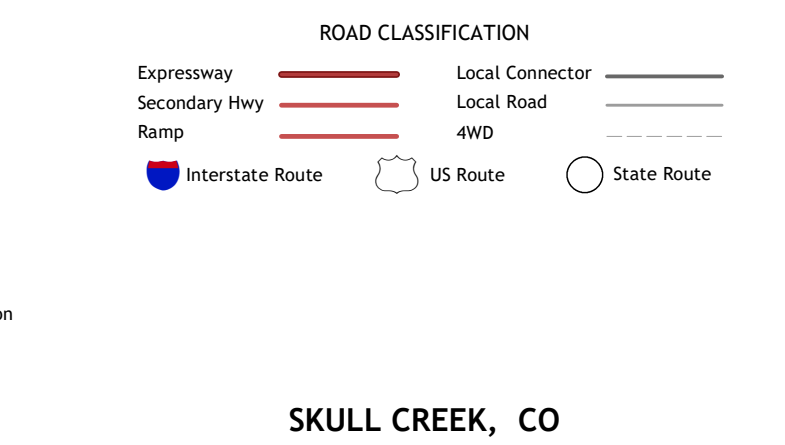 ROAD CLASSIFICATION
Expressway
Local Connector
Secondary Hwy
Local Road
Ramp
4WD
Interstate Route
US Route
State Route
on
SKULL CREEK, CO